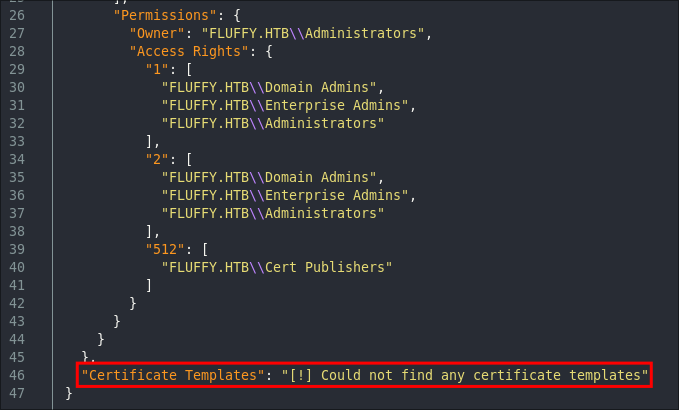 26 "Permissions": {
27 "Owner": "FLUFFY.HTB\\Administrators",
28 "Access Rights": {
29 "1": [
30 "FLUFFY.HTB\\Domain Admins",
31 "FLUFFY.HTB\\Enterprise Admins",
32 "FLUFFY.HTB\\Administrators"
33 ],
34 "2": [
35 "FLUFFY.HTB\\Domain Admins",
36 "FLUFFY.HTB\\Enterprise Admins",
37 "FLUFFY.HTB\\Administrators"
38 ],
39 "512": [
40 "FLUFFY.HTB\\Cert Publishers"
41 ]
42 }
43 }
44 }
45 },
46 "Certificate Templates": "[!] Could not find any certificate templates"
47 }